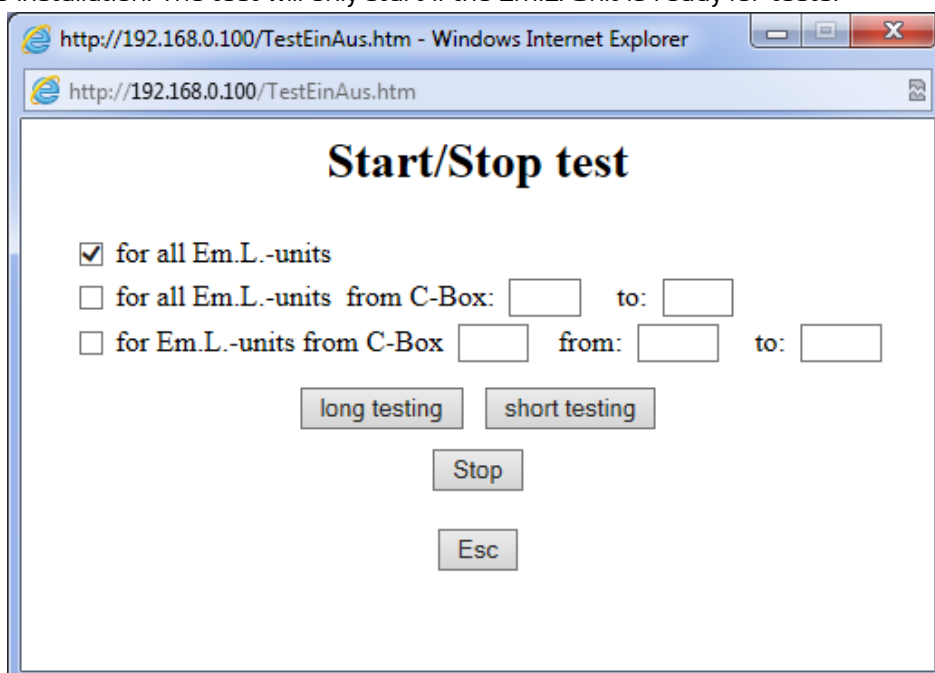 installation. The test will only start if the Em.L. Unit is ready for tests.
http://192.168.0.100/TestEinAus.htm - Windows Internet Explorer
http://192.168.0.100/TestEinAus.htm
Start/Stop test
for all Em.L.-units
for all Em.L.-units from C-Box: to:
for Em.L.-units from C-Box from: to:
long testing short testing
Stop
Esc